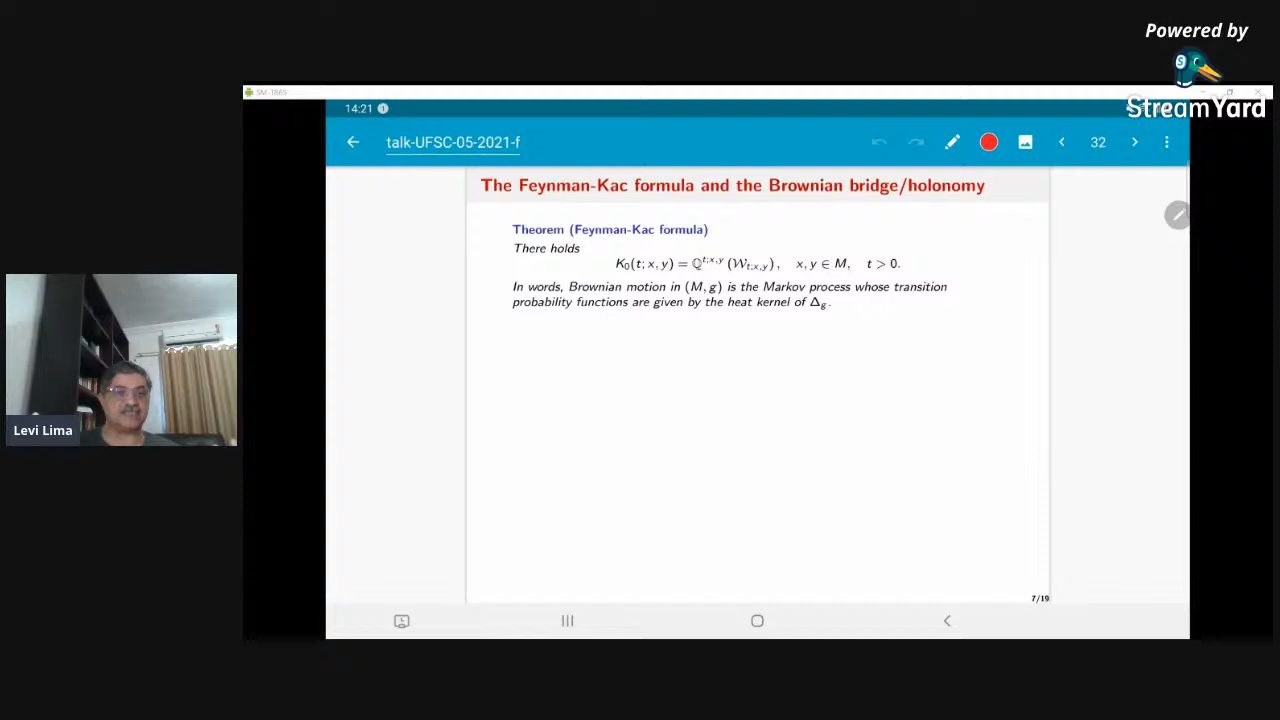 Powered by
StreamYard
SM-T865
14:21
talk-UFSC-05-2021-f
32
The Feynman-Kac formula and the Brownian bridge/holonomy
Theorem (Feynman-Kac formula)
There holds
K₀(t; x, y) = ℚ^{t;x,y} (𝒲_{t;x,y}) , x, y ∈ M, t > 0.
In words, Brownian motion in (M, g) is the Markov process whose transition
probability functions are given by the heat kernel of Δ_g.
7/19
Levi Lima